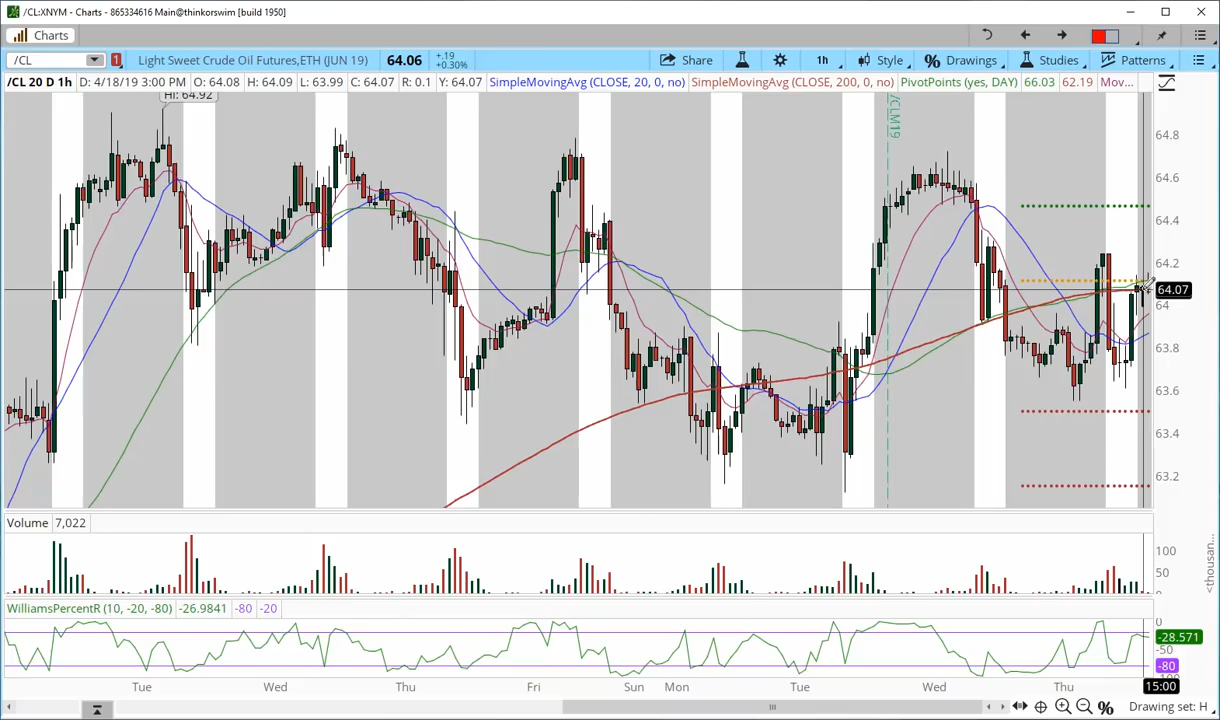 /CL:XNYM - Charts - 865334616 Main@thinkorswim [build 1950]
Charts
/CL 1 Light Sweet Crude Oil Futures,ETH (JUN 19) 64.06 +.19 +0.30% Share 1h Style Drawings Studies Patterns
/CL 20 D 1h D: 4/18/19 3:00 PM O: 64.08 H: 64.09 L: 63.99 C: 64.07 R: 0.1 Y: 64.07 SimpleMovingAvg (CLOSE, 20, 0, no) SimpleMovingAvg (CLOSE, 200, 0, no) PivotPoints (yes, DAY) 66.03 62.19 Mov...
Hi: 64.92
/CLM19
64.8
64.6
64.4
64.2
64.07
64
63.8
63.6
63.4
63.2
Volume 7,022
100
50
<thousan...
WilliamsPercentR (10, -20, -80) -26.9841 -80 -20
0
-28.571
-50
-80
-100
Tue Wed Thu Fri Sun Mon Tue Wed Thu 15:00
Drawing set: H